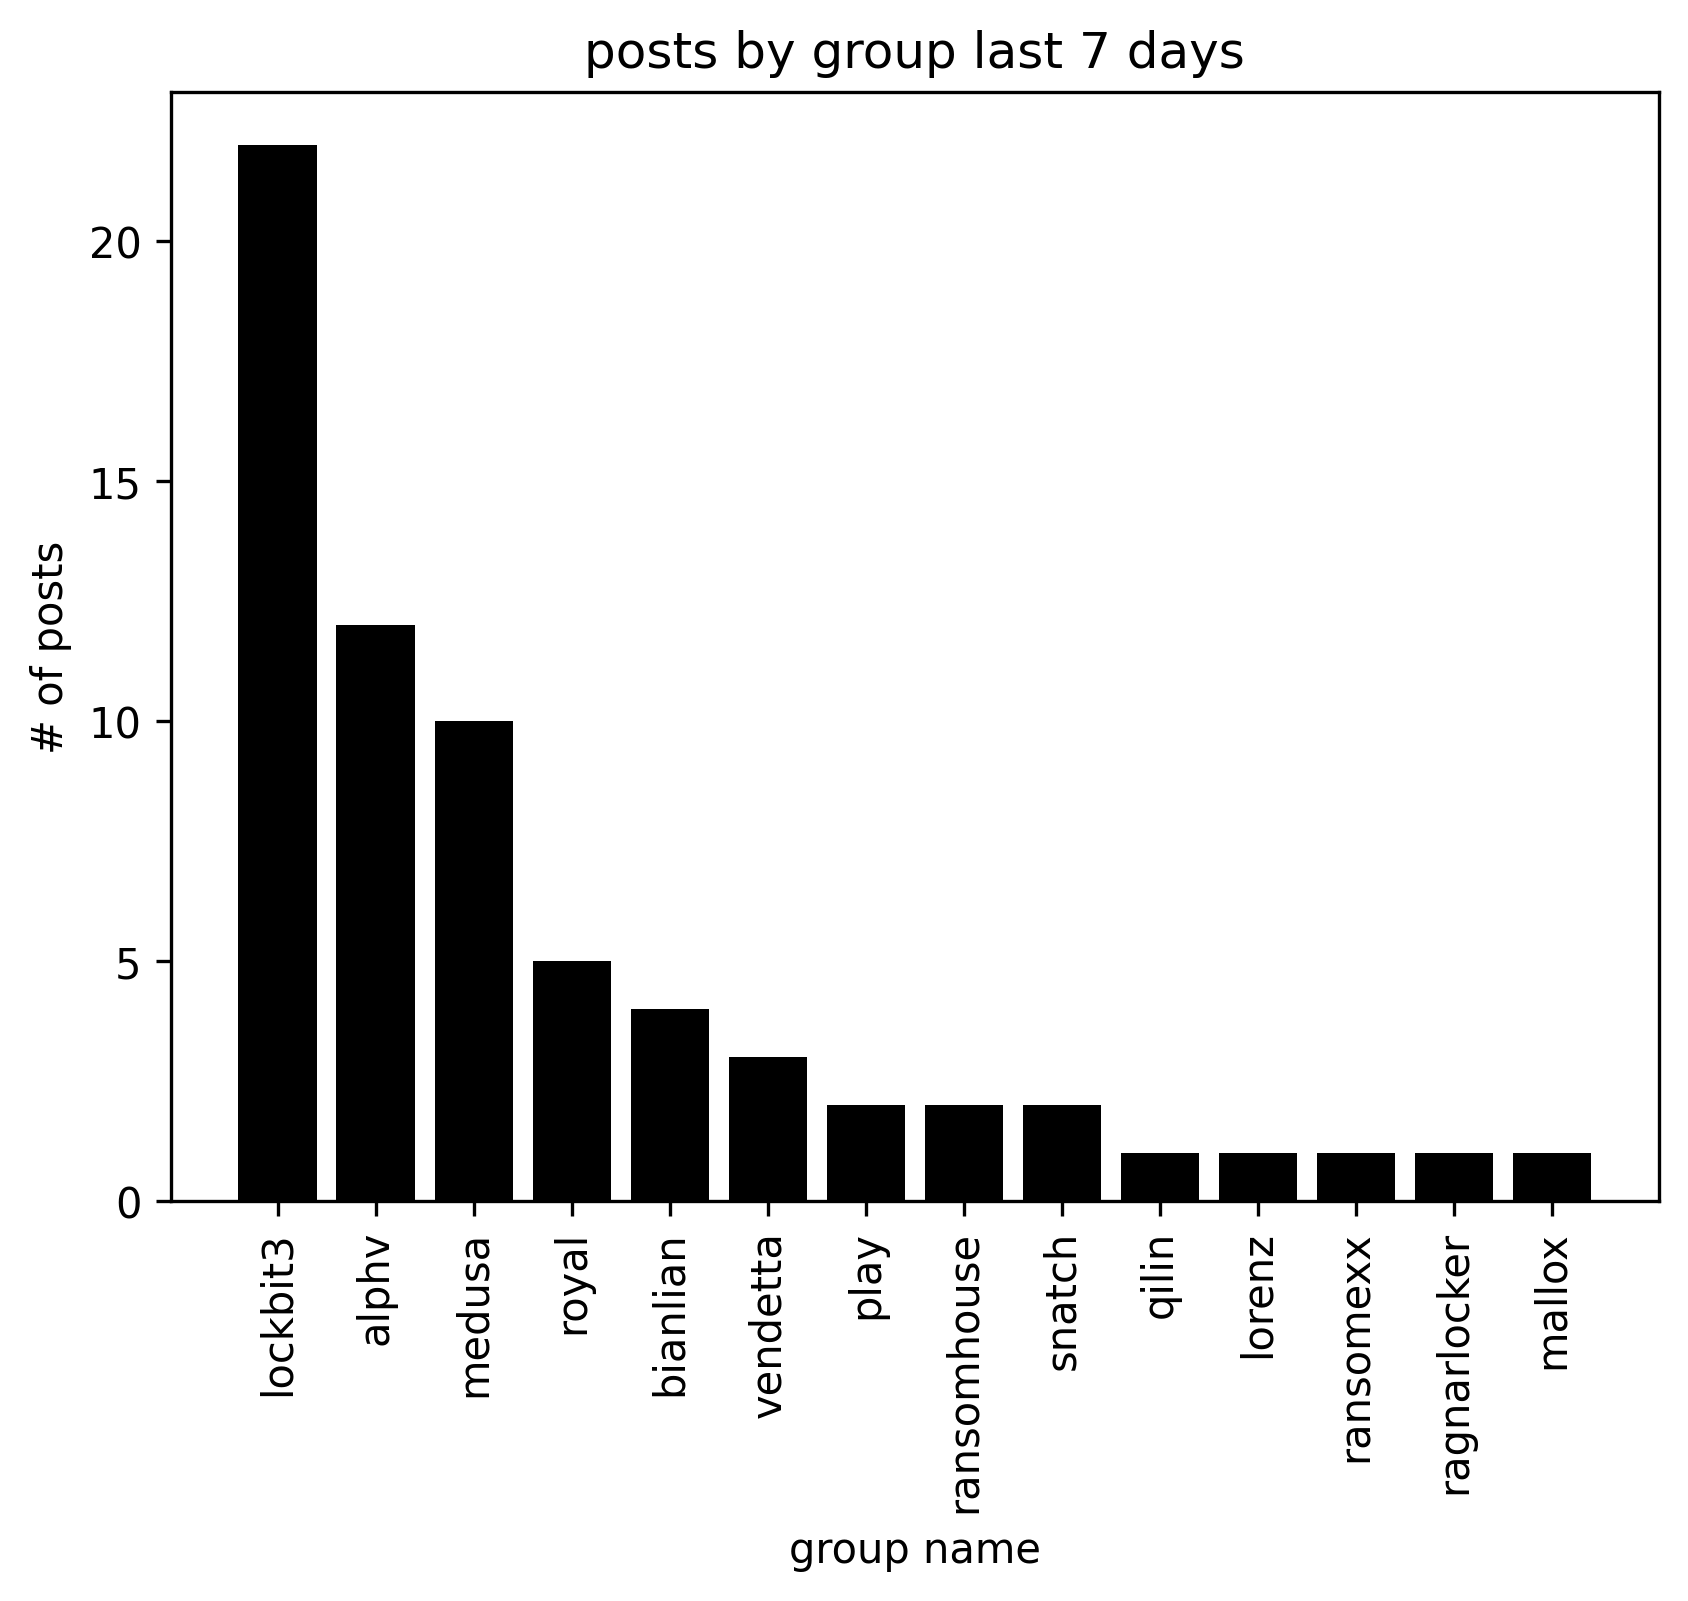 posts by group last 7 days
# of posts
20
15
10
5
0
lockbit3
alphv
medusa
royal
bianlian
vendetta
play
ransomhouse
snatch
qilin
lorenz
ransomexx
ragnarlocker
mallox
group name